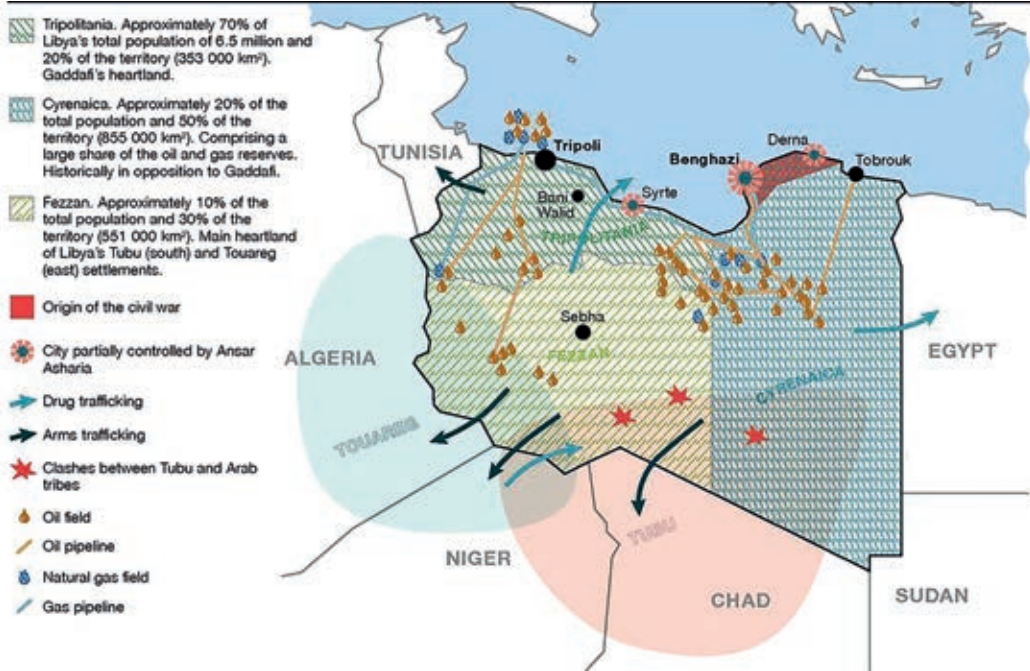 Tripolitania. Approximately 70% of
Libya's total population of 6.5 million and
20% of the territory (353 000 km²).
Gaddafi's heartland.
Cyrenaica. Approximately 20% of the
total population and 50% of the
territory (855 000 km²). Comprising a
large share of the oil and gas reserves.
Historically in opposition to Gaddafi.
Fezzan. Approximately 10% of the
total population and 30% of the
territory (551 000 km²). Main heartland
of Libya's Tubu (south) and Touareg
(east) settlements.
Origin of the civil war
City partially controlled by Ansar
Asharia
Drug trafficking
Arms trafficking
Clashes between Tubu and Arab
tribes
Oil field
Oil pipeline
Natural gas field
Gas pipeline
TUNISIA
Tripoli
Bani
Walid
Syrte
Benghazi
Derna
Tobrouk
TRIPOLITANIA
Sebha
FEZZAN
CYRENAICA
ALGERIA
EGYPT
TOUAREG
TUBU
NIGER
CHAD
SUDAN